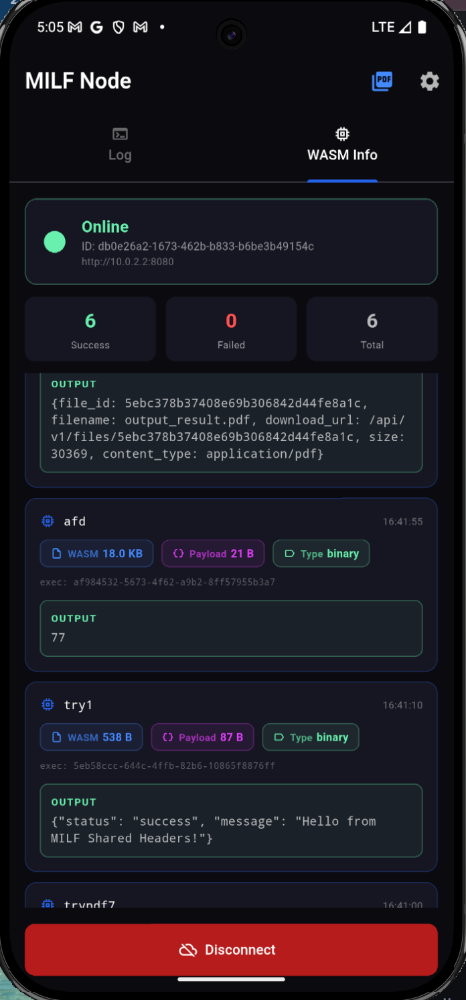 5:05
LTE
MILF Node
PDF
Log
WASM Info
Online
ID: db0e26a2-1673-462b-b833-b6be3b49154c
http://10.0.2.2:8080
6
Success
0
Failed
6
Total
OUTPUT
{file_id: 5ebc378b37408e69b306842d44fe8a1c,
filename: output_result.pdf, download_url: /api/
v1/files/5ebc378b37408e69b306842d44fe8a1c, size:
30369, content_type: application/pdf}
afd
16:41:55
WASM 18.0 KB
Payload 21 B
Type binary
exec: af984532-5673-4f62-a9b2-8ff57955b3a7
OUTPUT
77
try1
16:41:10
WASM 538 B
Payload 87 B
Type binary
exec: 5eb58ccc-644c-4ffb-82b6-10865f8876ff
OUTPUT
{"status": "success", "message": "Hello from
MILF Shared Headers!"}
trypdf7
16:41:00
Disconnect